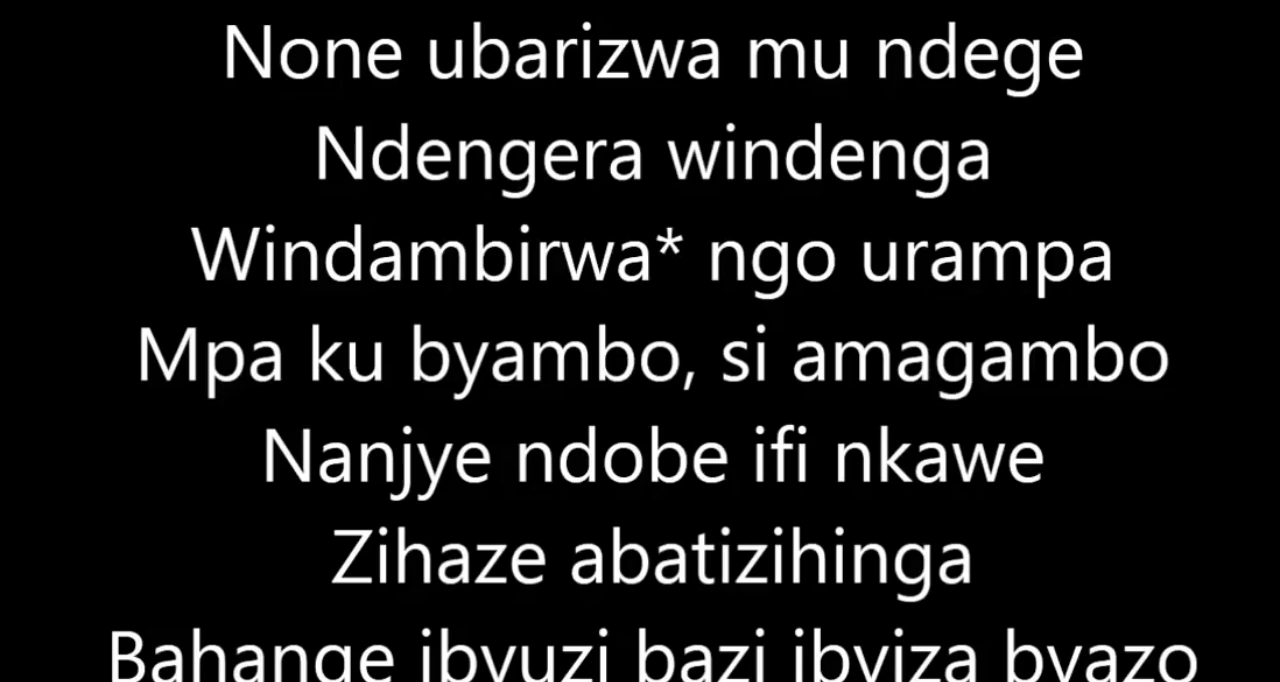 None ubarizwa mu ndege
Ndengera windenga
Windambirwa* ngo urampa
Mpa ku byambo, si amagambo
Nanjye ndobe ifi nkawe
Zihaze abatizihinga
Bahange ibyuzi bazi ibyiza byazo